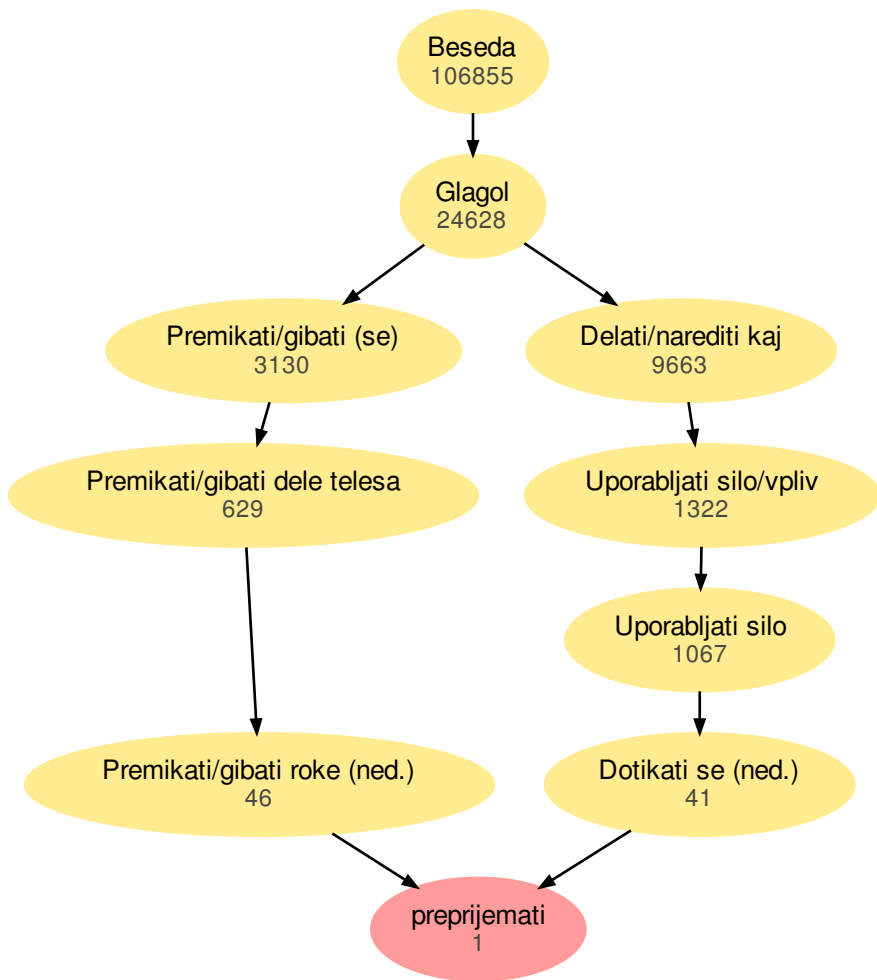 Beseda
106855
Glagol
24628
Premikati/gibati (se)
3130
Delati/narediti kaj
9663
Premikati/gibati dele telesa
629
Uporabljati silo/vpliv
1322
Uporabljati silo
1067
Premikati/gibati roke (ned.)
46
Dotikati se (ned.)
41
preprijemati
1